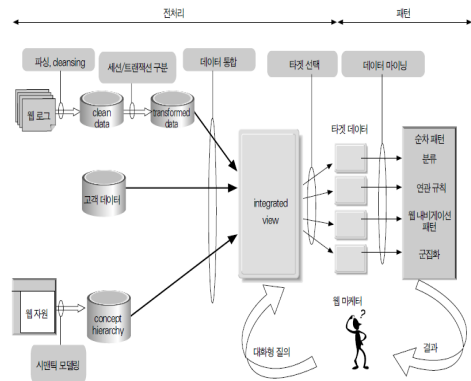 전처리
패턴
파싱, cleansing
세션/트랜잭션 구분
데이터 통합
타겟 선택
데이터 마이닝
웹 로그
clean
data
transformed
data
타겟 데이터
순차 패턴
분류
연관 규칙
웹 내비게이션
패턴
군집화
고객 데이터
integrated
view
웹 자원
concept
hierarchy
시맨틱 모델링
대화형 질의
웹 마케터
?
결과